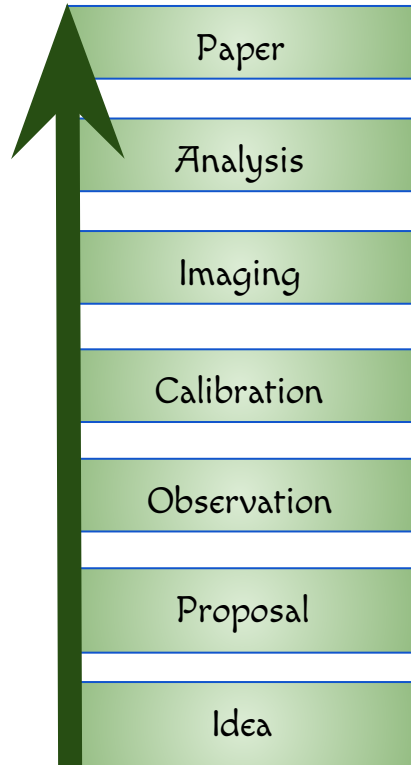 Paper
Analysis
Imaging
Calibration
Observation
Proposal
Idea